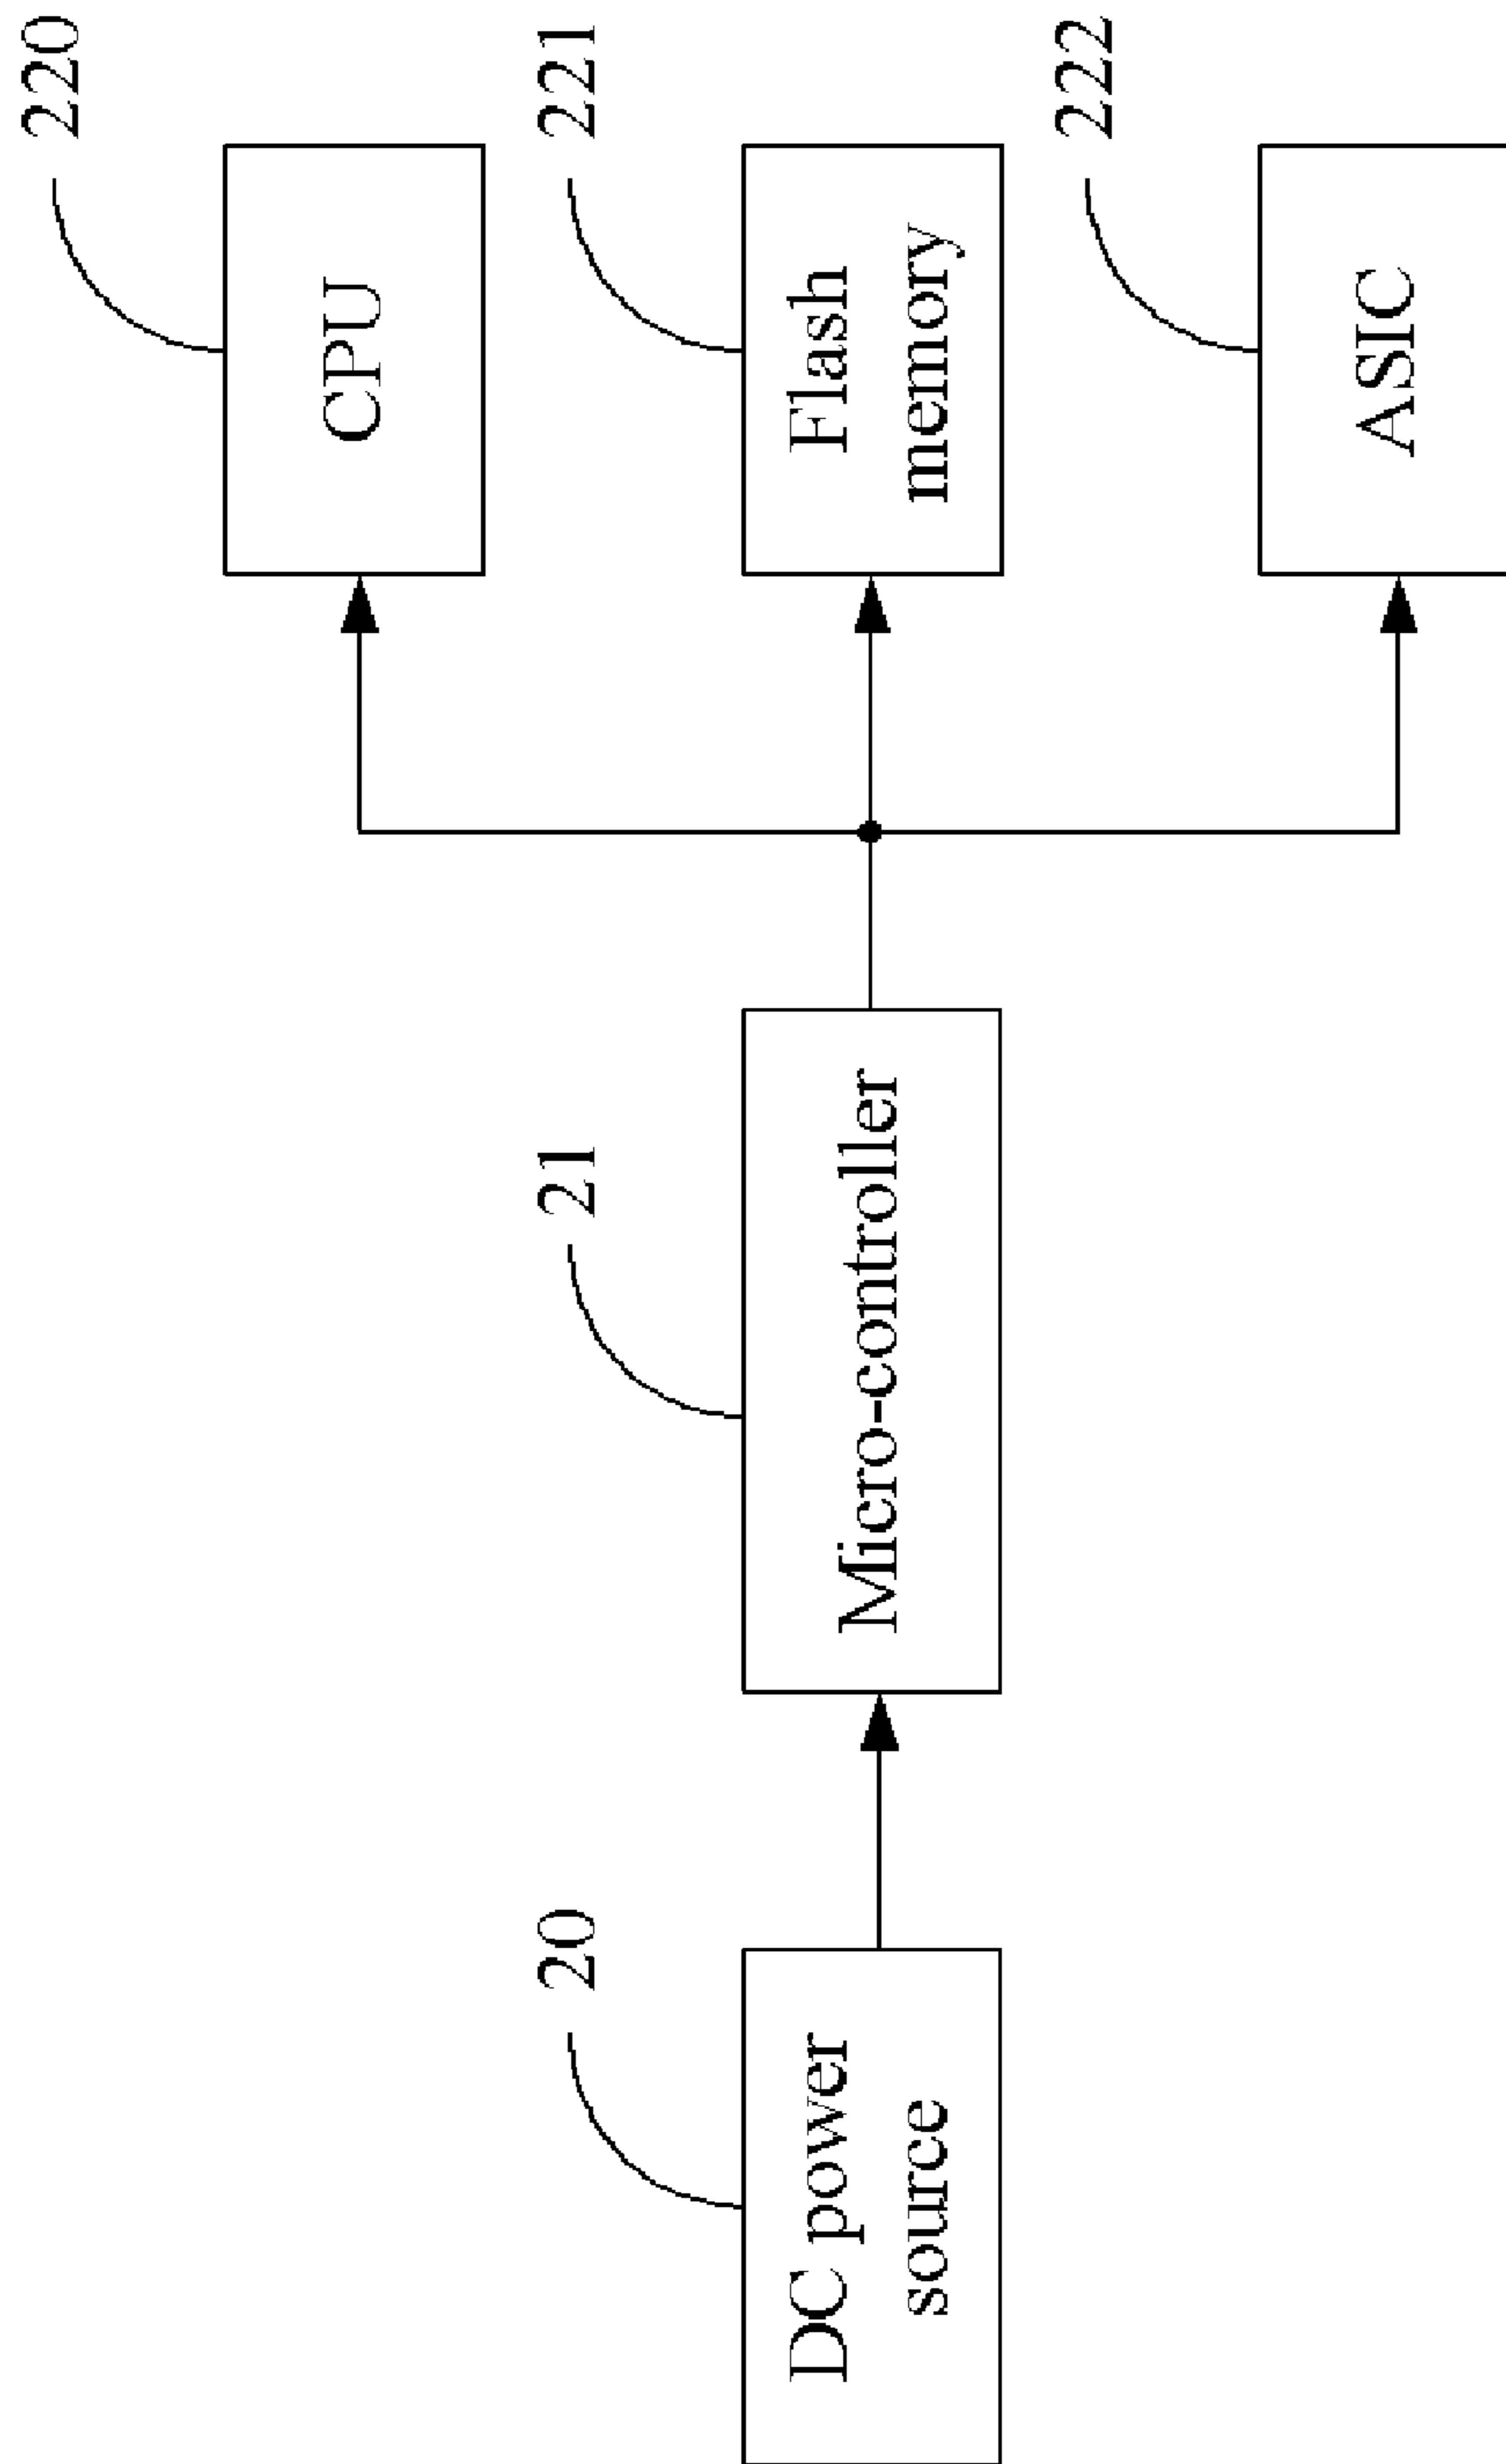 220
CPU
221
Flash
memory
222
ASIC
21
Micro-controller
20
DC power
source